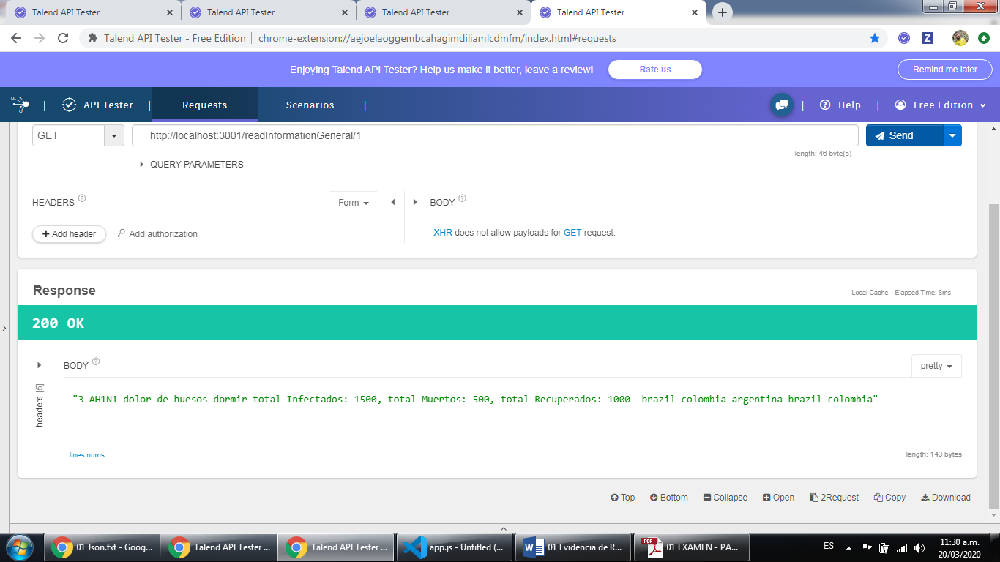 Talend API Tester
Talend API Tester
Talend API Tester
Talend API Tester
Talend API Tester - Free Edition | chrome-extension://aejoelaoggembcahagimdiliamlcdmfm/index.html#requests
Enjoying Talend API Tester? Help us make it better, leave a review! Rate us Remind me later
| API Tester | Requests Scenarios | | Help | Free Edition
GET http://localhost:3001/readInformationGeneral/1 Send
length: 46 byte(s)
QUERY PARAMETERS
HEADERS ? Form BODY ?
Add header Add authorization XHR does not allow payloads for GET request.
Response Local Cache - Elapsed Time: 8ms
200 OK
BODY ? pretty
headers [5]
"3 AH1N1 dolor de huesos dormir total Infectados: 1500, total Muertos: 500, total Recuperados: 1000  brazil colombia argentina brazil colombia"
lines nums length: 143 bytes
Top Bottom Collapse Open 2Request Copy Download
01 Json.txt - Goog... Talend API Tester ... Talend API Tester ... app.js - Untitled (... 01 Evidencia de R... 01 EXAMEN - PA... ES 11:30 a.m.
20/03/2020